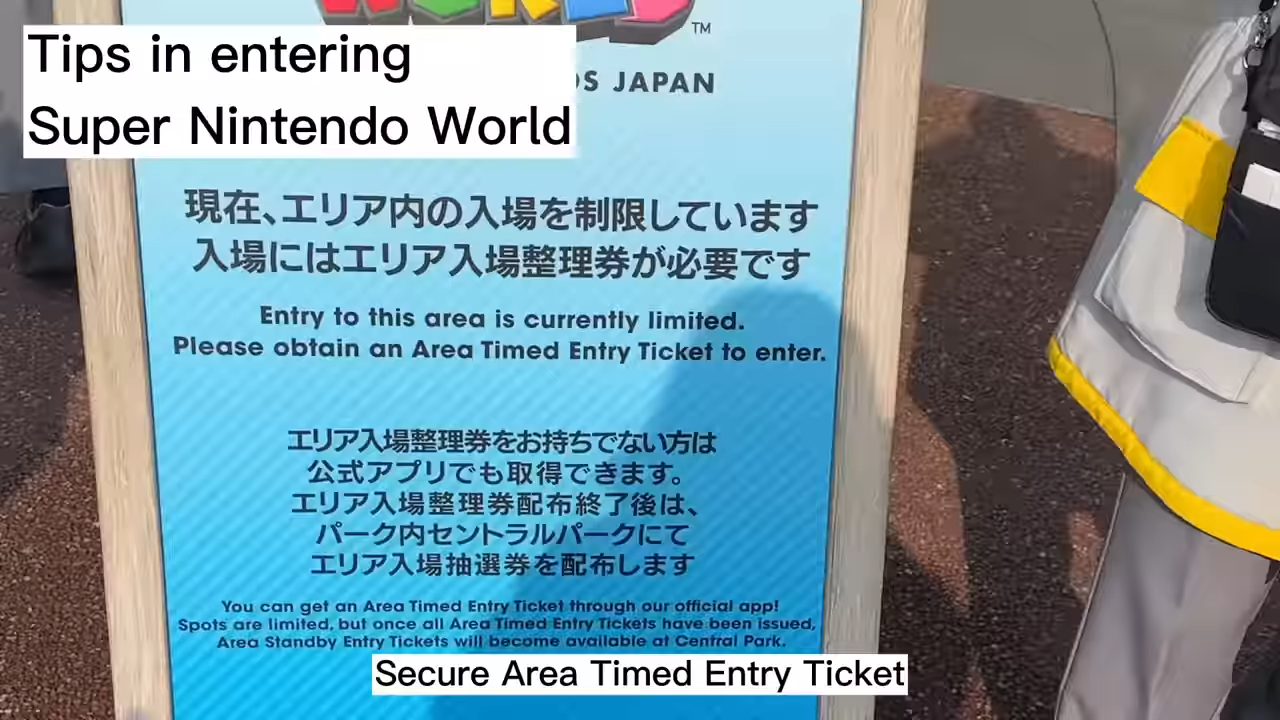 Tips in entering
Super Nintendo World
TM
JAPAN
現在、エリア内の入場を制限しています
入場にはエリア入場整理券が必要です
Entry to this area is currently limited.
Please obtain an Area Timed Entry Ticket to enter.
エリア入場整理券をお持ちでない方は
公式アプリでも取得できます。
エリア入場整理券配布終了後は、
パーク内セントラルパークにて
エリア入場抽選券を配布します
You can get an Area Timed Entry Ticket through our official app!
Spots are limited, but once all Area Timed Entry Tickets have been issued,
Area Standby Entry Tickets will become available at Central Park.
Secure Area Timed Entry Ticket